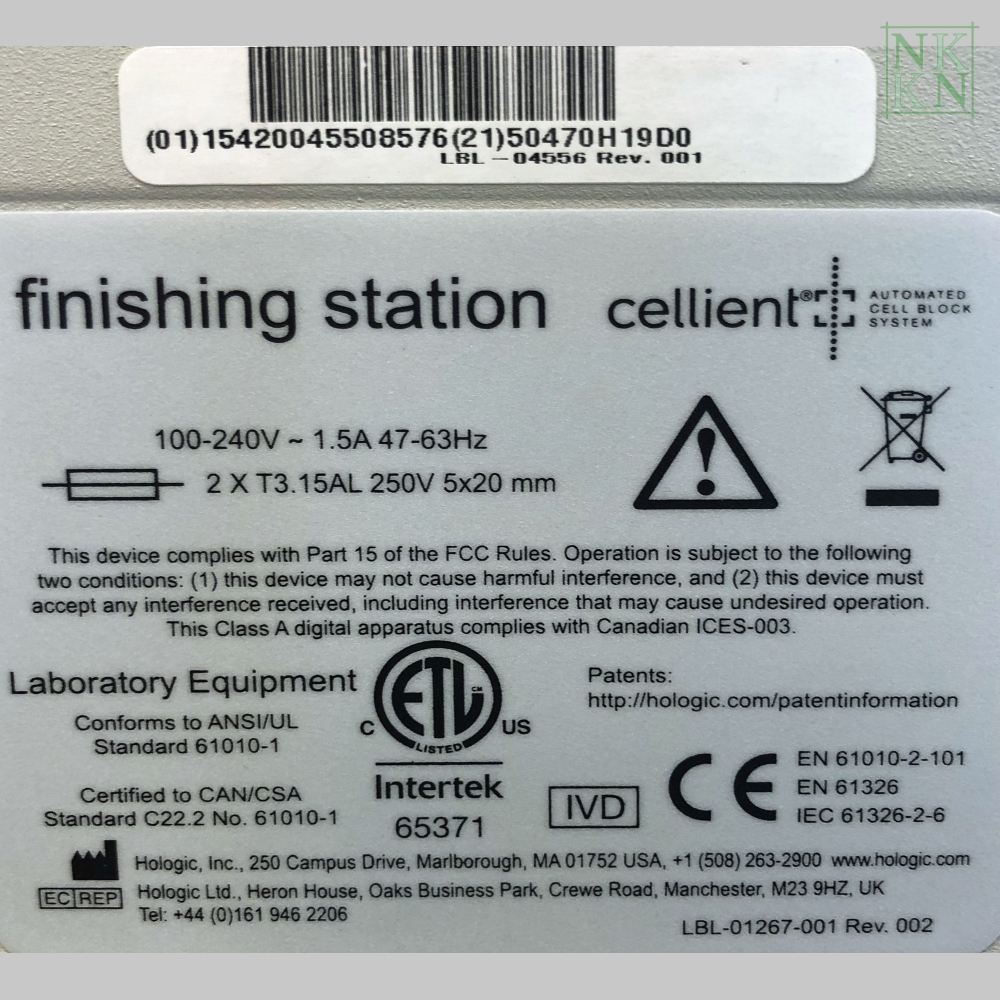 NK
KN
(01)15420045508576(21)50470H19D0
LBL-04556 Rev. 001
finishing station
cellient® AUTOMATED
CELL BLOCK
SYSTEM
100-240V ~ 1.5A 47-63Hz
2 X T3.15AL 250V 5x20 mm
This device complies with Part 15 of the FCC Rules. Operation is subject to the following
two conditions: (1) this device may not cause harmful interference, and (2) this device must
accept any interference received, including interference that may cause undesired operation.
This Class A digital apparatus complies with Canadian ICES-003.
Laboratory Equipment
Conforms to ANSI/UL
Standard 61010-1
Certified to CAN/CSA
Standard C22.2 No. 61010-1
ETL CM
C US
LISTED
Intertek
65371
Patents:
http://hologic.com/patentinformation
IVD
CE
EN 61010-2-101
EN 61326
IEC 61326-2-6
Hologic, Inc., 250 Campus Drive, Marlborough, MA 01752 USA, +1 (508) 263-2900 www.hologic.com
EC REP Hologic Ltd., Heron House, Oaks Business Park, Crewe Road, Manchester, M23 9HZ, UK
Tel: +44 (0)161 946 2206
LBL-01267-001 Rev. 002